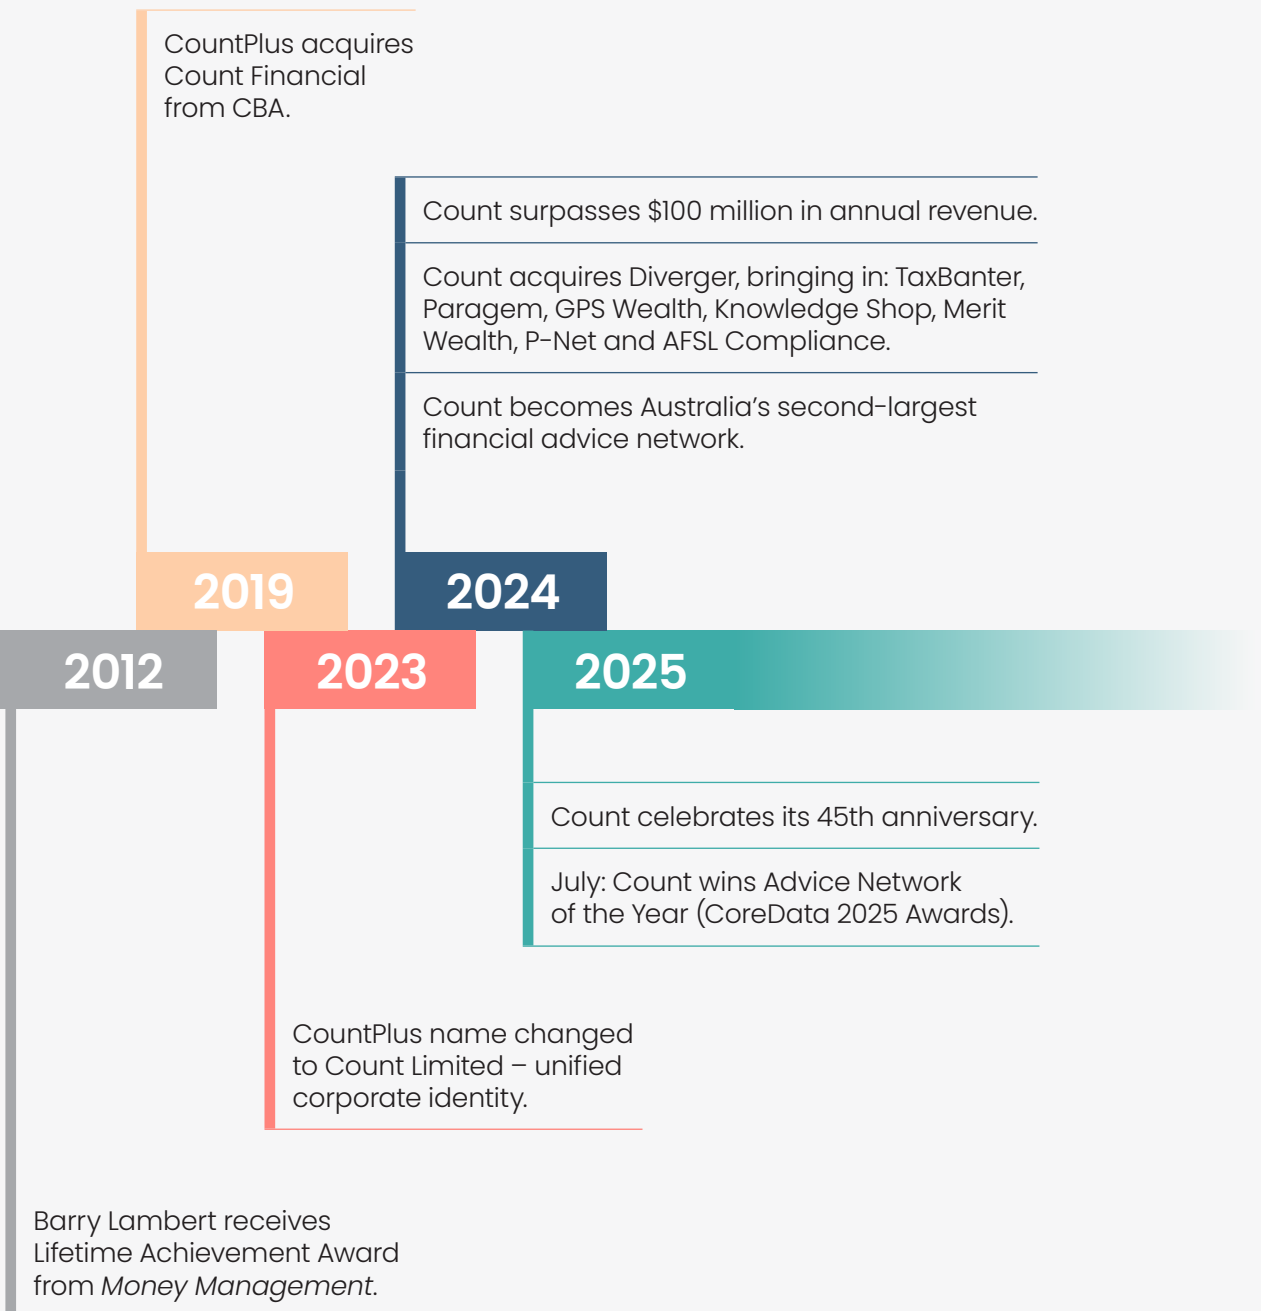 CountPlus acquires
Count Financial
from CBA.
Count surpasses $100 million in annual revenue.
Count acquires Diverger, bringing in: TaxBanter,
Paragem, GPS Wealth, Knowledge Shop, Merit
Wealth, P-Net and AFSL Compliance.
Count becomes Australia’s second-largest
financial advice network.
2019
2024
2012
2023
2025
Count celebrates its 45th anniversary.
July: Count wins Advice Network
of the Year (CoreData 2025 Awards).
CountPlus name changed
to Count Limited – unified
corporate identity.
Barry Lambert receives
Lifetime Achievement Award
from Money Management.